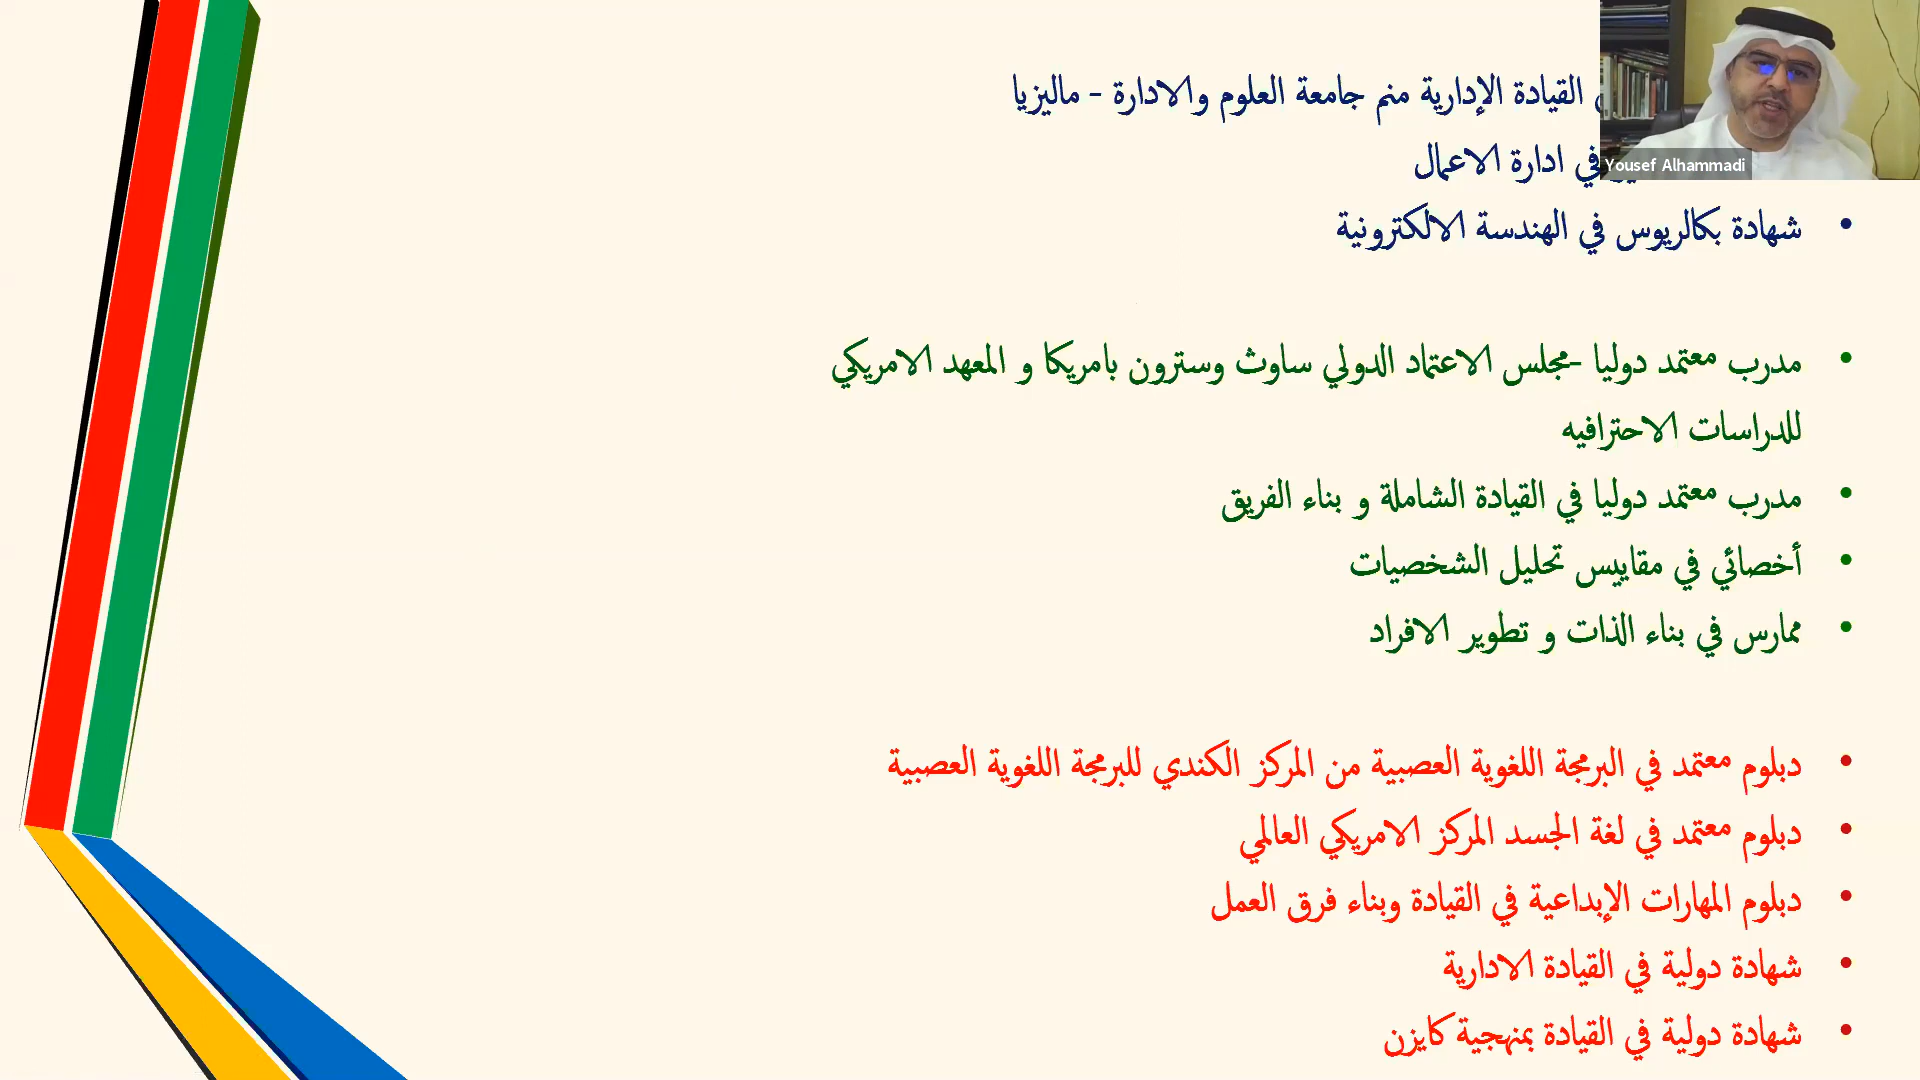 القيادة الإدارية منم جامعة العلوم والادارة - ماليزيا
في ادارة الاعمال
• شهادة بكالريوس في الهندسة الالكترونية
• مدرب معتمد دوليا -مجلس الاعتماد الدولي ساوث وسترون بامريكا و المعهد الامريكي
للدراسات الاحترافيه
• مدرب معتمد دوليا في القيادة الشاملة و بناء الفريق
• أخصائي في مقاييس تحليل الشخصيات
• ممارس في بناء الذات و تطوير الافراد
• دبلوم معتمد في البرمجة اللغوية العصبية من المركز الكندي للبرمجة اللغوية العصبية
• دبلوم معتمد في لغة الجسد المركز الامريكي العالمي
• دبلوم المهارات الإبداعية في القيادة وبناء فرق العمل
• شهادة دولية في القيادة الادارية
• شهادة دولية في القيادة بمنهجية كايزن
Yousef Alhammadi